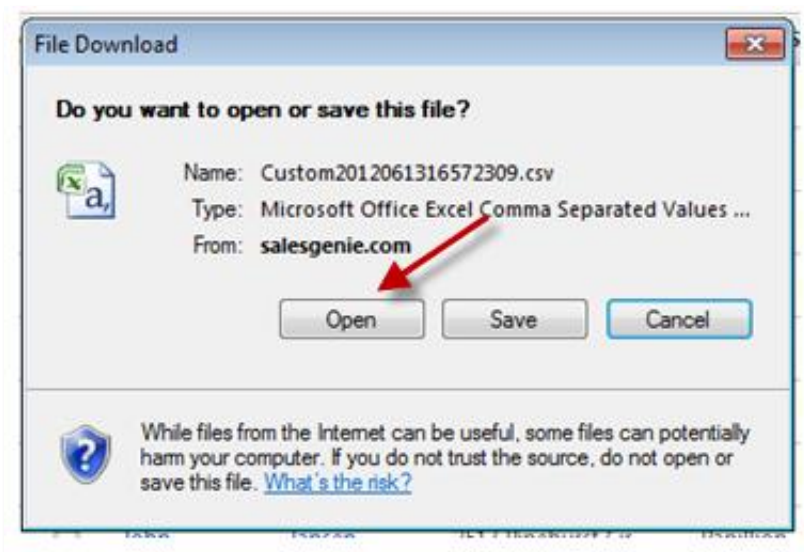 File Download
Do you want to open or save this file?
Name: Custom2012061316572309.csv
a,
Type: Microsoft Office Excel Comma Separated Values ...
From: salesgenie.com
Open Save Cancel
While files from the Internet can be useful, some files can potentially
harm your computer. If you do not trust the source, do not open or
save this file. What's the risk?